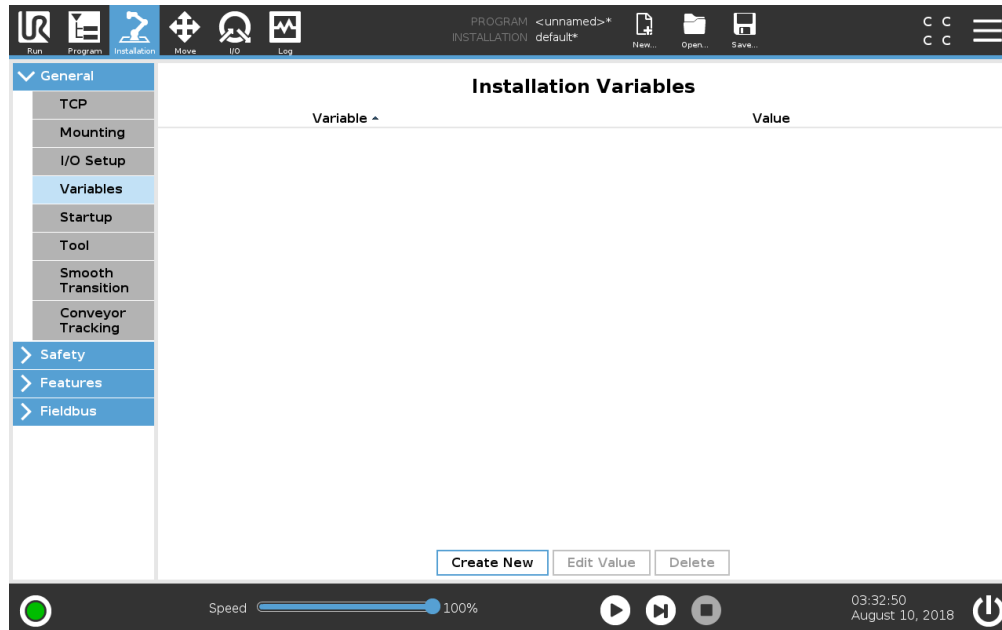 UR
Run
Program
Installation
Move
I/O
Log
PROGRAM <unnamed>*
INSTALLATION default*
New...
Open...
Save...
C C
C C
General
TCP
Mounting
I/O Setup
Variables
Startup
Tool
Smooth
Transition
Conveyor
Tracking
Safety
Features
Fieldbus
Installation Variables
Variable
Value
Create New
Edit Value
Delete
Speed
100%
03:32:50
August 10, 2018